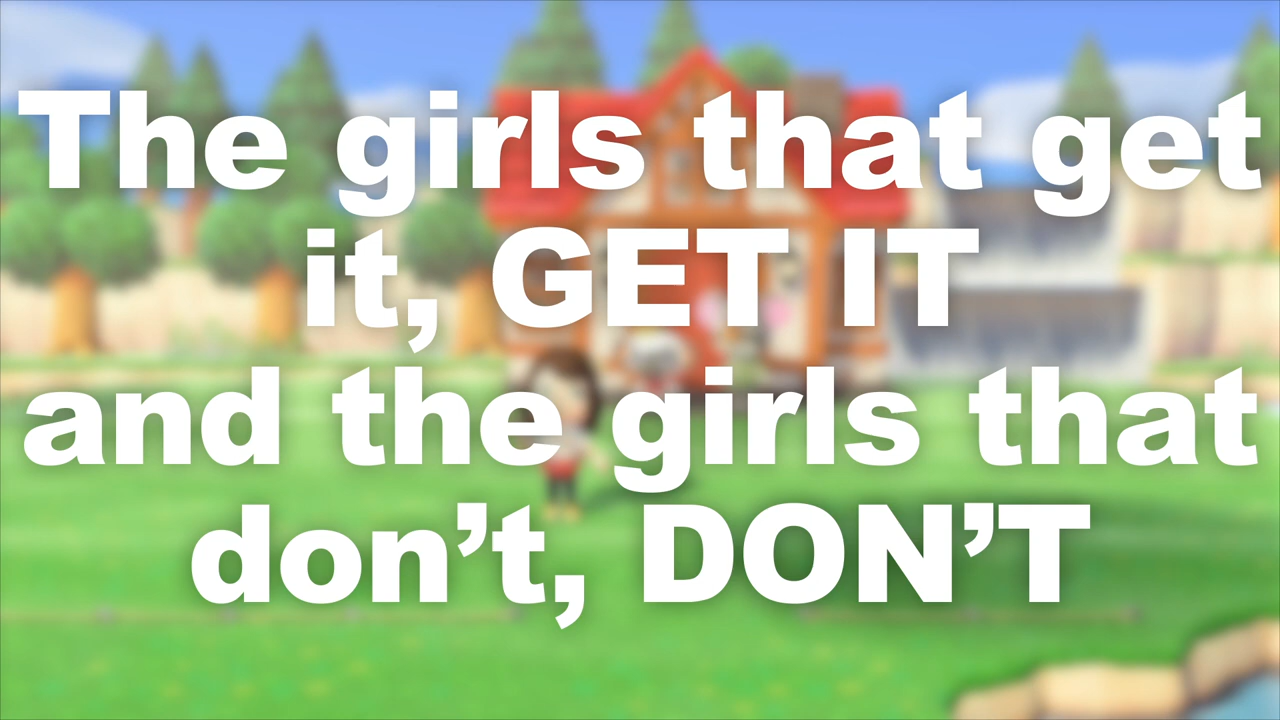 The girls that get
it, GET IT
and the girls that
don’t, DON’T